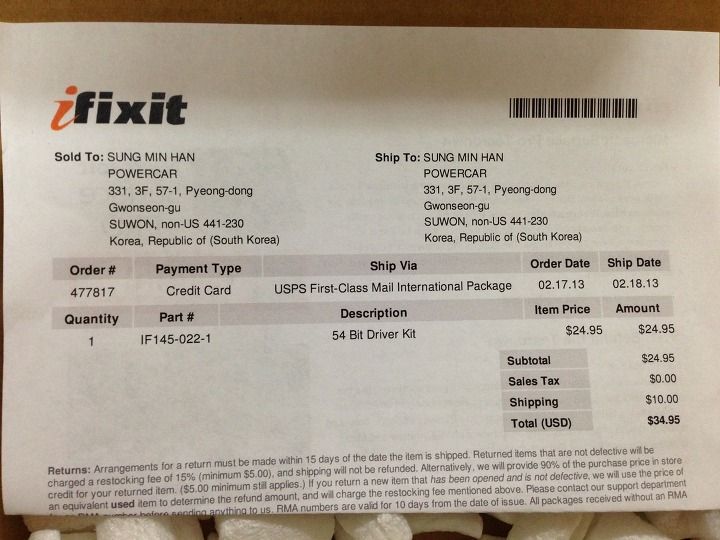 ifixit
Sold To: SUNG MIN HAN
POWERCAR
331, 3F, 57-1, Pyeong-dong
Gwonseon-gu
SUWON, non-US 441-230
Korea, Republic of (South Korea)
Ship To: SUNG MIN HAN
POWERCAR
331, 3F, 57-1, Pyeong-dong
Gwonseon-gu
SUWON, non-US 441-230
Korea, Republic of (South Korea)
Order # Payment Type Ship Via Order Date Ship Date
477817 Credit Card USPS First-Class Mail International Package 02.17.13 02.18.13
Quantity Part # Description Item Price Amount
1 IF145-022-1 54 Bit Driver Kit $24.95 $24.95
Subtotal $24.95
Sales Tax $0.00
Shipping $10.00
Total (USD) $34.95
Returns: Arrangements for a return must be made within 15 days of the date the item is shipped. Returned items that are not defective will be
charged a restocking fee of 15% (minimum $5.00), and shipping will not be refunded. Alternatively, we will provide 90% of the purchase price in store
credit for your returned item. ($5.00 minimum still applies.) If you return a new item that has been opened and is not defective, we will use the price of
an equivalent used item to determine the refund amount, and will charge the restocking fee mentioned above. Please contact our support department
RMA number before sending anything to us. RMA numbers are valid for 10 days from the date of issue. All packages received without an RMA